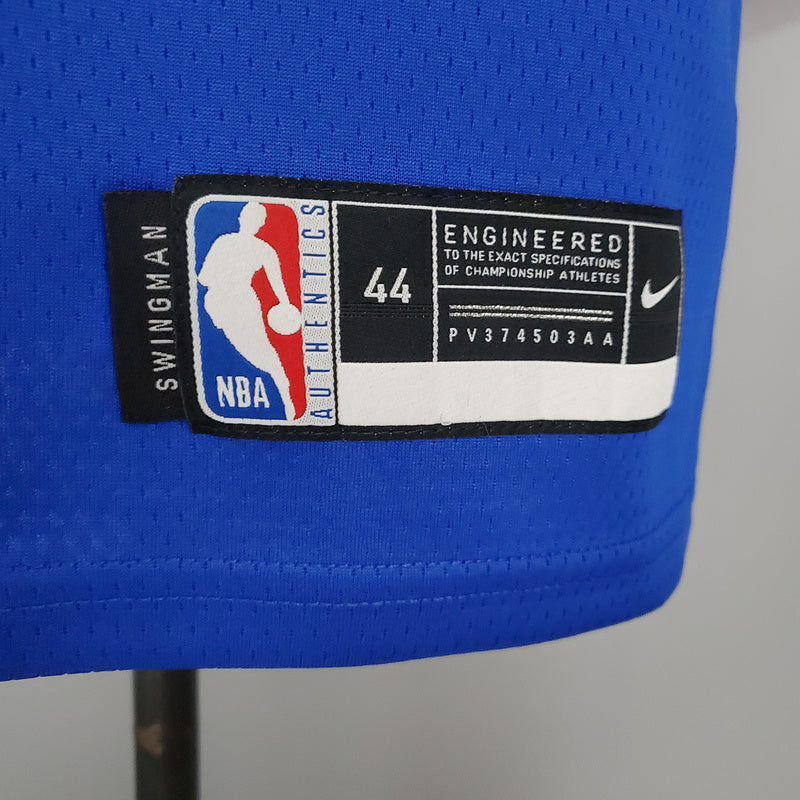 SWINGMAN
NBA
AUTHENTICS
44
ENGINEERED
TO THE EXACT SPECIFICATIONS
OF CHAMPIONSHIP ATHLETES
PV374503AA